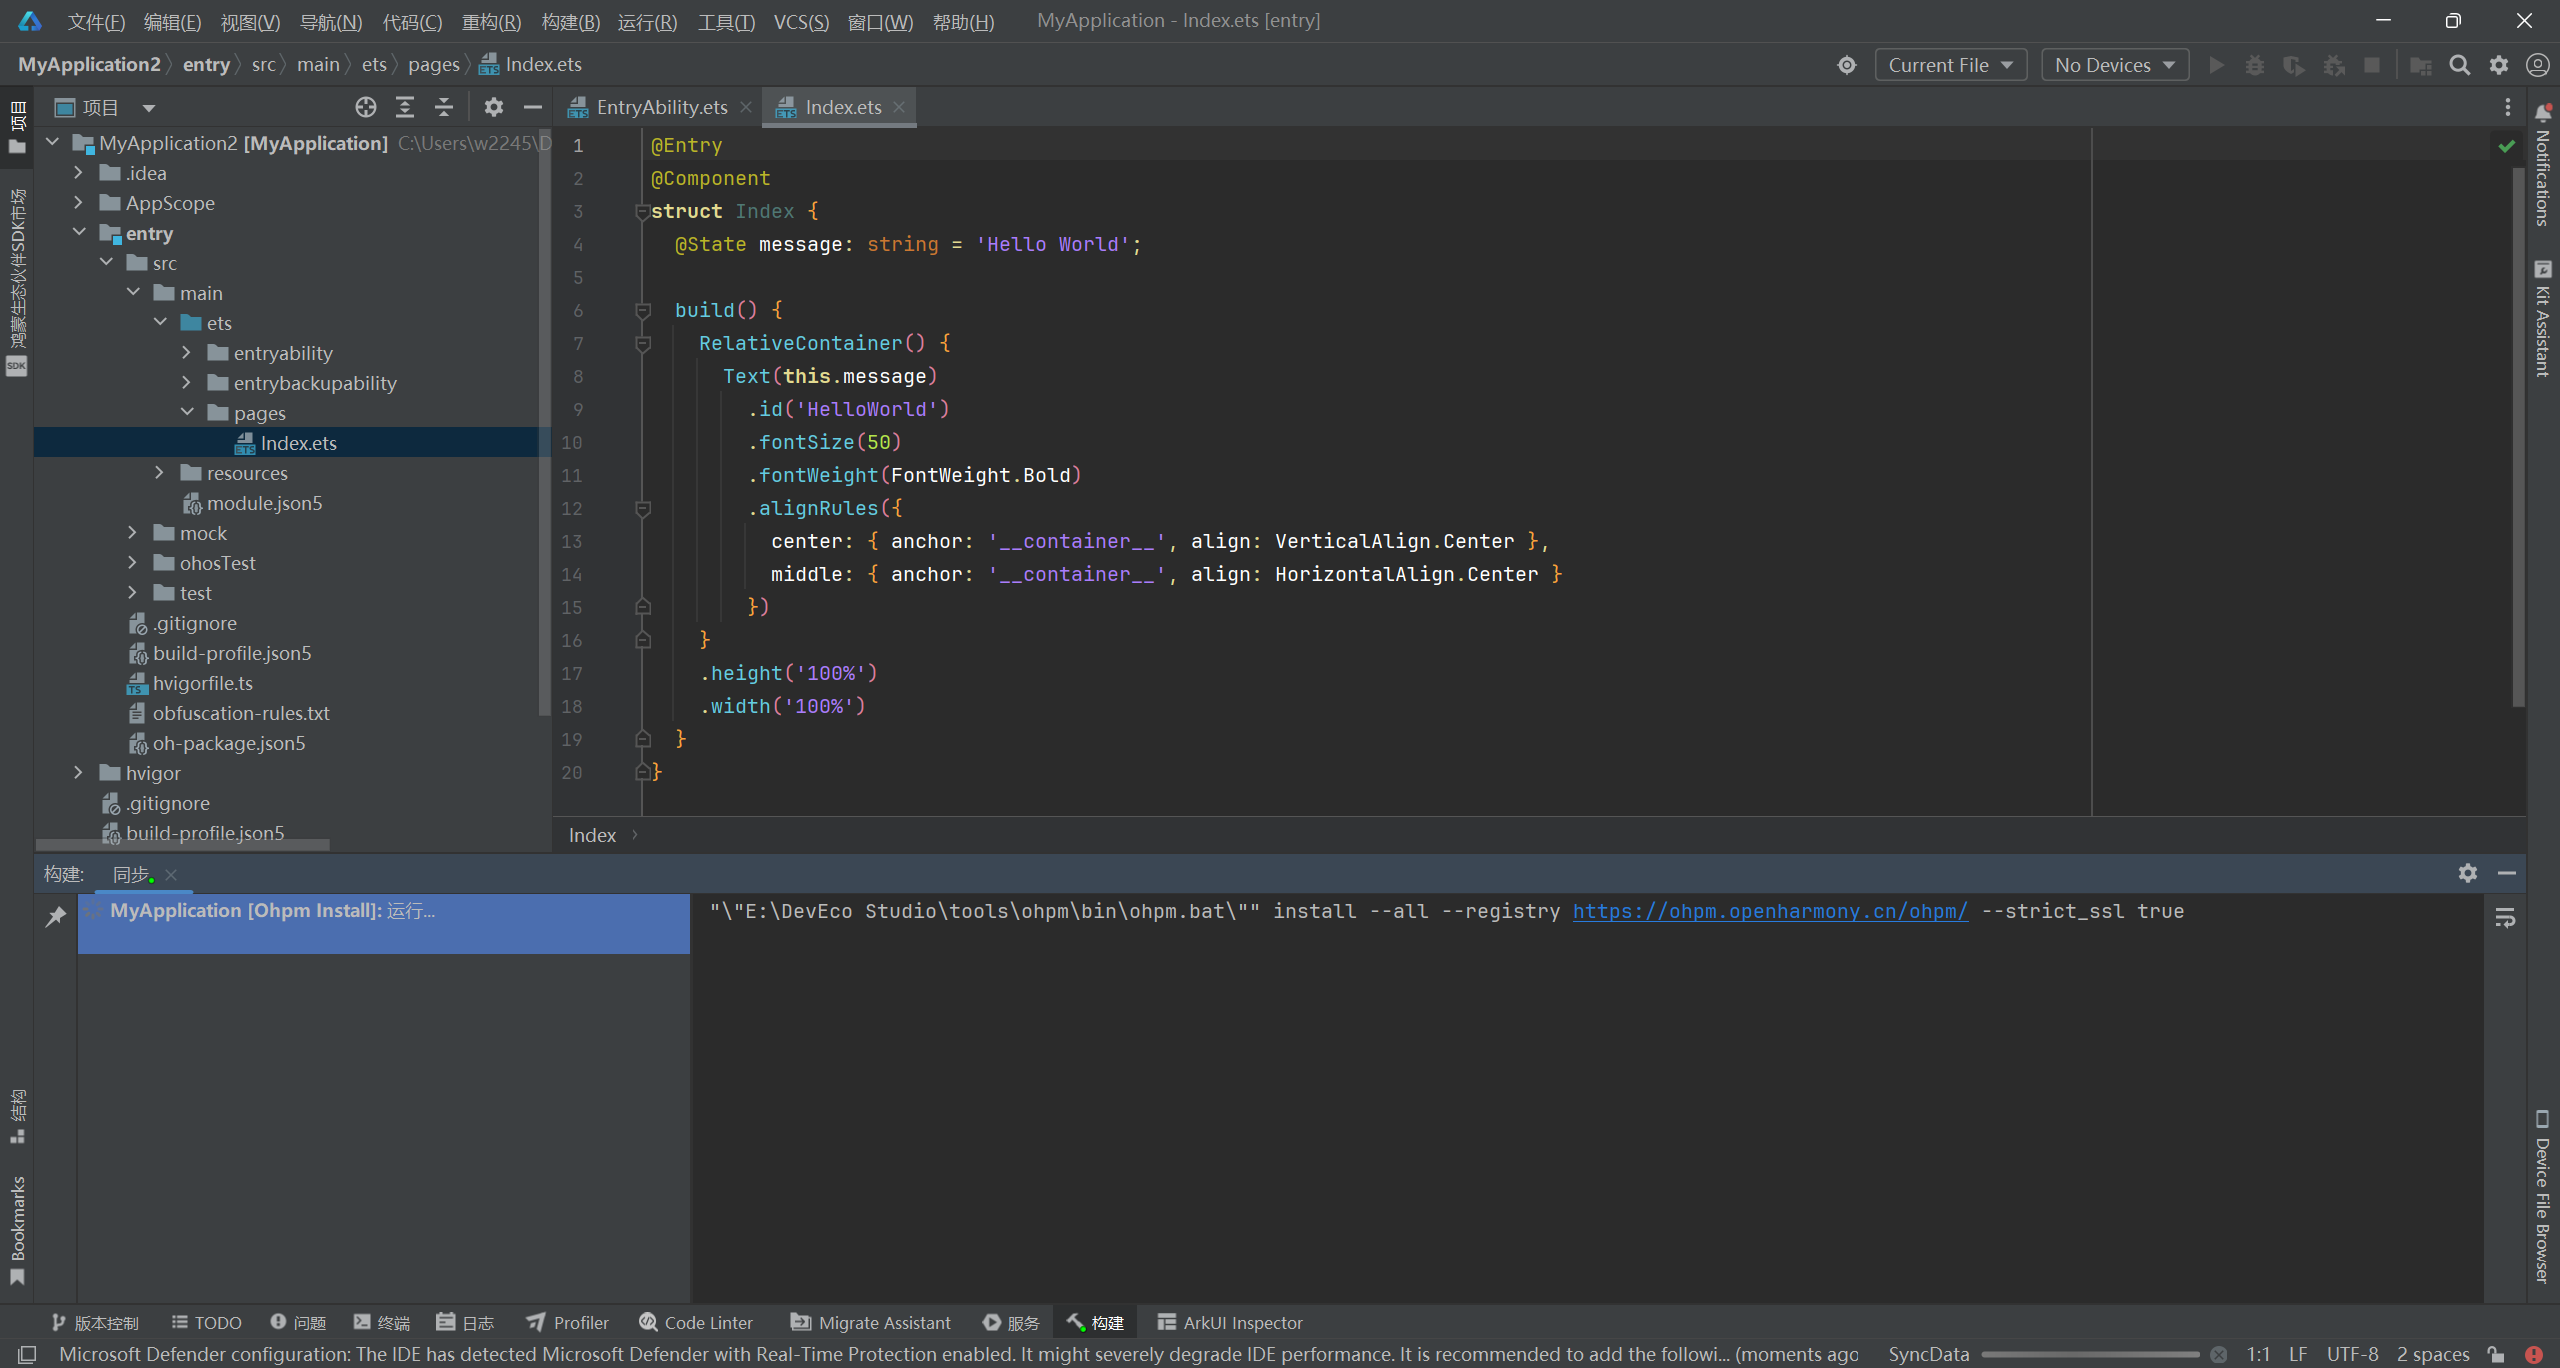 文件(F) 编辑(E) 视图(V) 导航(N) 代码(C) 重构(R) 构建(B) 运行(R) 工具(T) VCS(S) 窗口(W) 帮助(H) MyApplication - Index.ets [entry]
MyApplication2 entry src main ets pages Index.ets Current File No Devices
项目
EntryAbility.ets Index.ets
项目
鸿蒙生态伙伴SDK市场
SDK
结构
Bookmarks
MyApplication2 [MyApplication] C:\Users\w2245\D
.idea
AppScope
entry
src
main
ets
entryability
entrybackupability
pages
Index.ets
resources
module.json5
mock
ohosTest
test
.gitignore
build-profile.json5
hvigorfile.ts
obfuscation-rules.txt
oh-package.json5
hvigor
.gitignore
build-profile.json5
1 @Entry
2 @Component
3 struct Index {
4 @State message: string = 'Hello World';
5
6 build() {
7 RelativeContainer() {
8 Text(this.message)
9 .id('HelloWorld')
10 .fontSize(50)
11 .fontWeight(FontWeight.Bold)
12 .alignRules({
13 center: { anchor: '__container__', align: VerticalAlign.Center },
14 middle: { anchor: '__container__', align: HorizontalAlign.Center }
15 })
16 }
17 .height('100%')
18 .width('100%')
19 }
20 }
Index
Notifications
Kit Assistant
Device File Browser
构建: 同步
MyApplication [Ohpm Install]: 运行...
"\"E:\DevEco Studio\tools\ohpm\bin\ohpm.bat\"" install --all --registry https://ohpm.openharmony.cn/ohpm/ --strict_ssl true
版本控制 TODO 问题 终端 日志 Profiler Code Linter Migrate Assistant 服务 构建 ArkUI Inspector
Microsoft Defender configuration: The IDE has detected Microsoft Defender with Real-Time Protection enabled. It might severely degrade IDE performance. It is recommended to add the followi... (moments ago SyncData 1:1 LF UTF-8 2 spaces